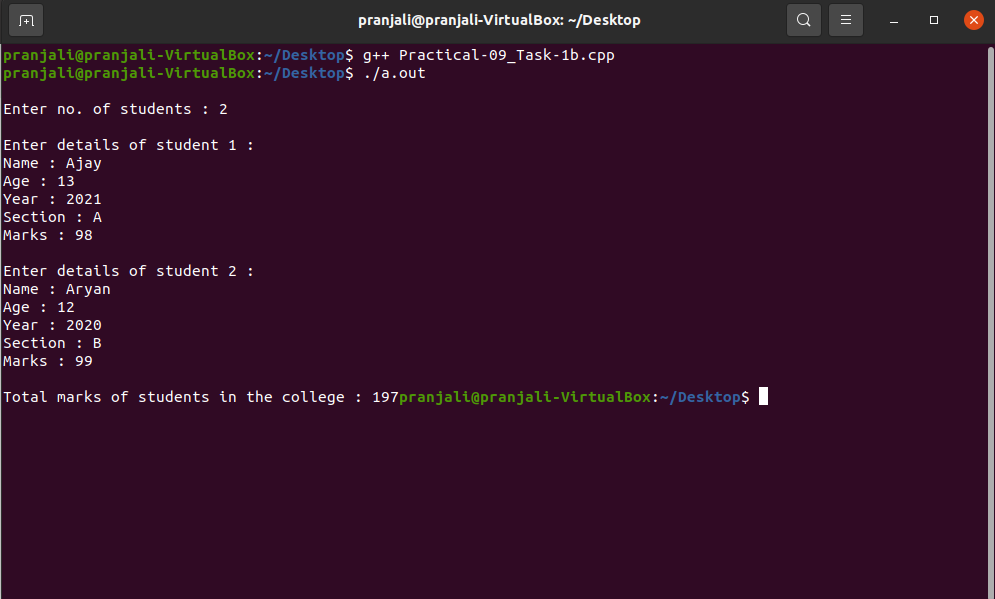 pranjali@pranjali-VirtualBox: ~/Desktop
pranjali@pranjali-VirtualBox:~/Desktop$ g++ Practical-09_Task-1b.cpp
pranjali@pranjali-VirtualBox:~/Desktop$ ./a.out
Enter no. of students : 2
Enter details of student 1 :
Name : Ajay
Age : 13
Year : 2021
Section : A
Marks : 98
Enter details of student 2 :
Name : Aryan
Age : 12
Year : 2020
Section : B
Marks : 99
Total marks of students in the college : 197pranjali@pranjali-VirtualBox:~/Desktop$